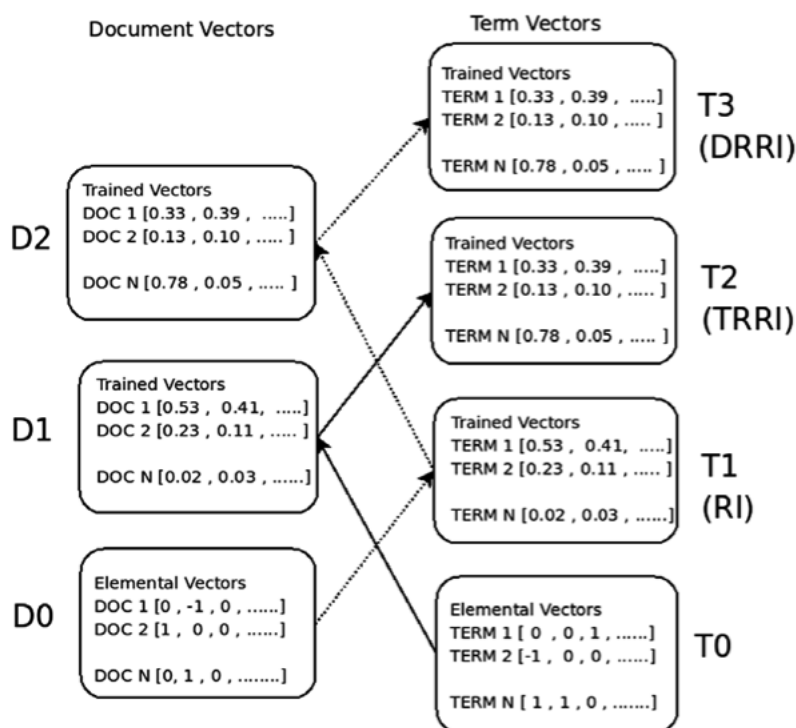 Document Vectors
Term Vectors
Trained Vectors
TERM 1 [0.33 , 0.39 , .....]
TERM 2 [0.13 , 0.10 , ..... ]
TERM N [0.78 , 0.05 , ..... ]
T3
(DRRI)
D2
Trained Vectors
DOC 1 [0.33 , 0.39 , .....]
DOC 2 [0.13 , 0.10 , ..... ]
DOC N [0.78 , 0.05 , ..... ]
Trained Vectors
TERM 1 [0.33 , 0.39 , .....]
TERM 2 [0.13 , 0.10 , ..... ]
TERM N [0.78 , 0.05 , ..... ]
T2
(TRRI)
D1
Trained Vectors
DOC 1 [0.53 , 0.41, .....]
DOC 2 [0.23 , 0.11 , ..... ]
DOC N [0.02 , 0.03 , ......]
Trained Vectors
TERM 1 [0.53 , 0.41, .....]
TERM 2 [0.23 , 0.11 , ..... ]
TERM N [0.02 , 0.03 , ......]
T1
(RI)
D0
Elemental Vectors
DOC 1 [0 , -1 , 0 , ......]
DOC 2 [1 , 0 , 0 , ......]
DOC N [0, 1 , 0 , ........]
Elemental Vectors
TERM 1 [ 0 , 0 , 1 , ......]
TERM 2 [-1 , 0 , 0 , ......]
TERM N [ 1 , 1 , 0 , .......]
T0